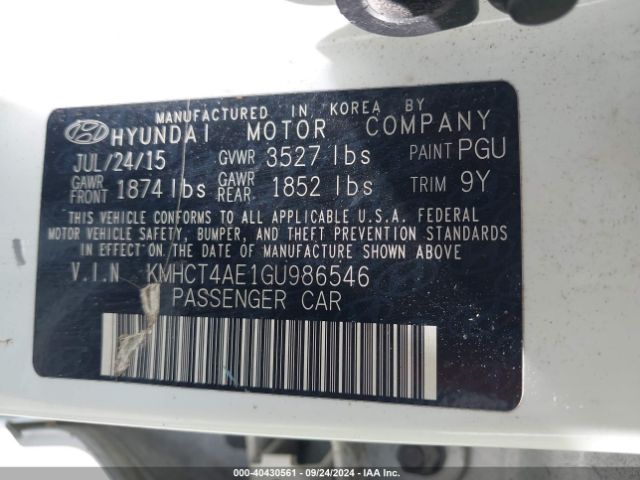 MANUFACTURED IN KOREA BY
HYUNDAI MOTOR COMPANY
JUL/24/15 GVWR 3527 lbs PAINT PGU
GAWR FRONT 1874 lbs GAWR REAR 1852 lbs TRIM 9Y
THIS VEHICLE CONFORMS TO ALL APPLICABLE U.S.A. FEDERAL
MOTOR VEHICLE SAFETY, BUMPER, AND THEFT PREVENTION STANDARDS
IN EFFECT ON THE DATE OF MANUFACTURE SHOWN ABOVE.
V.I.N KMHCT4AE1GU986546
PASSENGER CAR
000-40430561 - 09/24/2024 - IAA Inc.